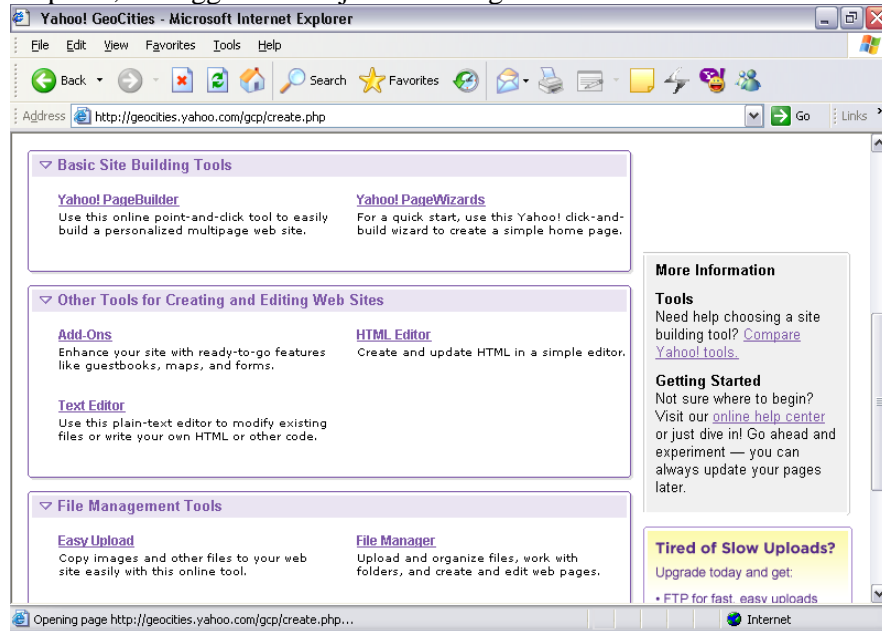 Yahoo! GeoCities - Microsoft Internet Explorer
File Edit View Favorites Tools Help
Back Search Favorites
Address http://geocities.yahoo.com/gcp/create.php Go Links
Basic Site Building Tools
Yahoo! PageBuilder
Use this online point-and-click tool to easily
build a personalized multipage web site.
Yahoo! PageWizards
For a quick start, use this Yahoo! click-and-
build wizard to create a simple home page.
Other Tools for Creating and Editing Web Sites
Add-Ons
Enhance your site with ready-to-go features
like guestbooks, maps, and forms.
HTML Editor
Create and update HTML in a simple editor.
Text Editor
Use this plain-text editor to modify existing
files or write your own HTML or other code.
File Management Tools
Easy Upload
Copy images and other files to your web
site easily with this online tool.
File Manager
Upload and organize files, work with
folders, and create and edit web pages.
More Information
Tools
Need help choosing a site
building tool? Compare
Yahoo! tools.
Getting Started
Not sure where to begin?
Visit our online help center
or just dive in! Go ahead and
experiment — you can
always update your pages
later.
Tired of Slow Uploads?
Upgrade today and get:
• FTP for fast, easy uploads
Opening page http://geocities.yahoo.com/gcp/create.php... Internet